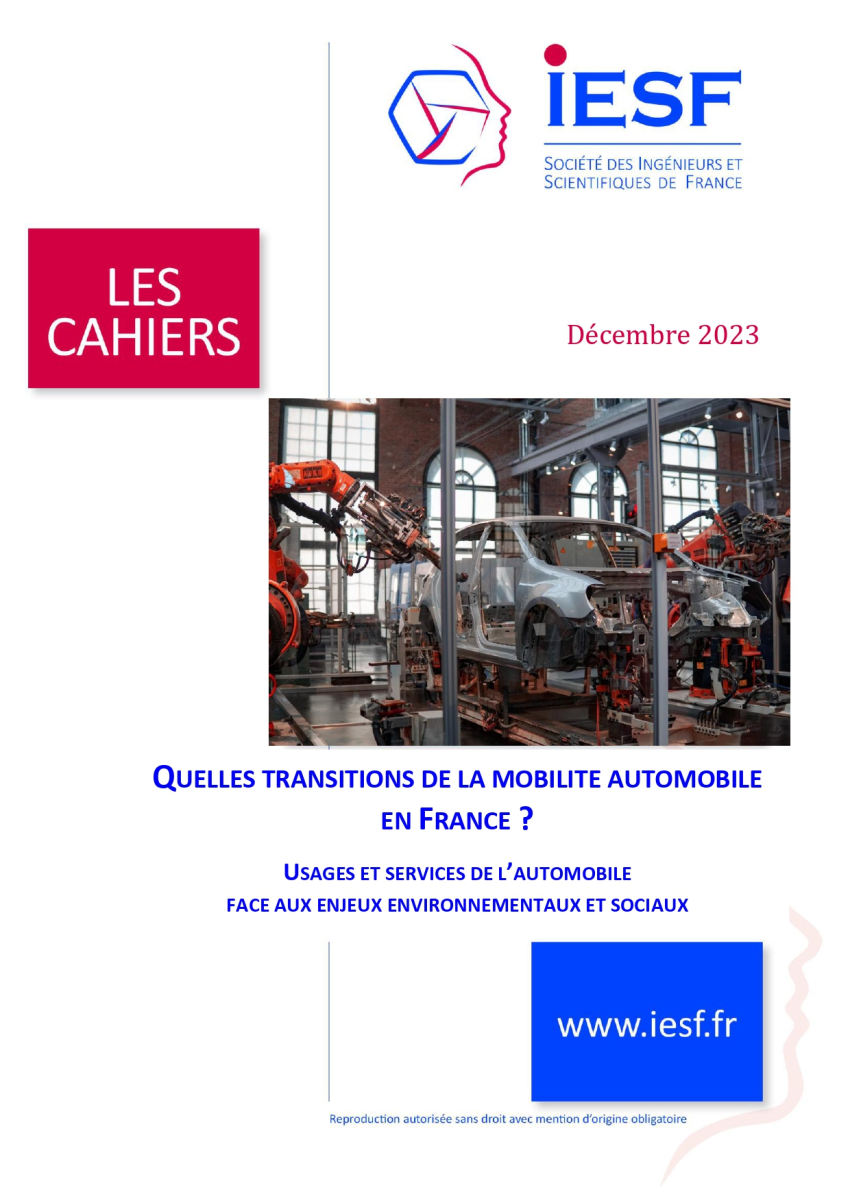 iESF
SOCIÉTÉ DES INGÉNIEURS ET
SCIENTIFIQUES DE FRANCE
LES
CAHIERS
Décembre 2023
QUELLES TRANSITIONS DE LA MOBILITE AUTOMOBILE
EN FRANCE ?
USAGES ET SERVICES DE L'AUTOMOBILE
FACE AUX ENJEUX ENVIRONNEMENTAUX ET SOCIAUX
www.iesf.fr
Reproduction autorisée sans droit avec mention d'origine obligatoire